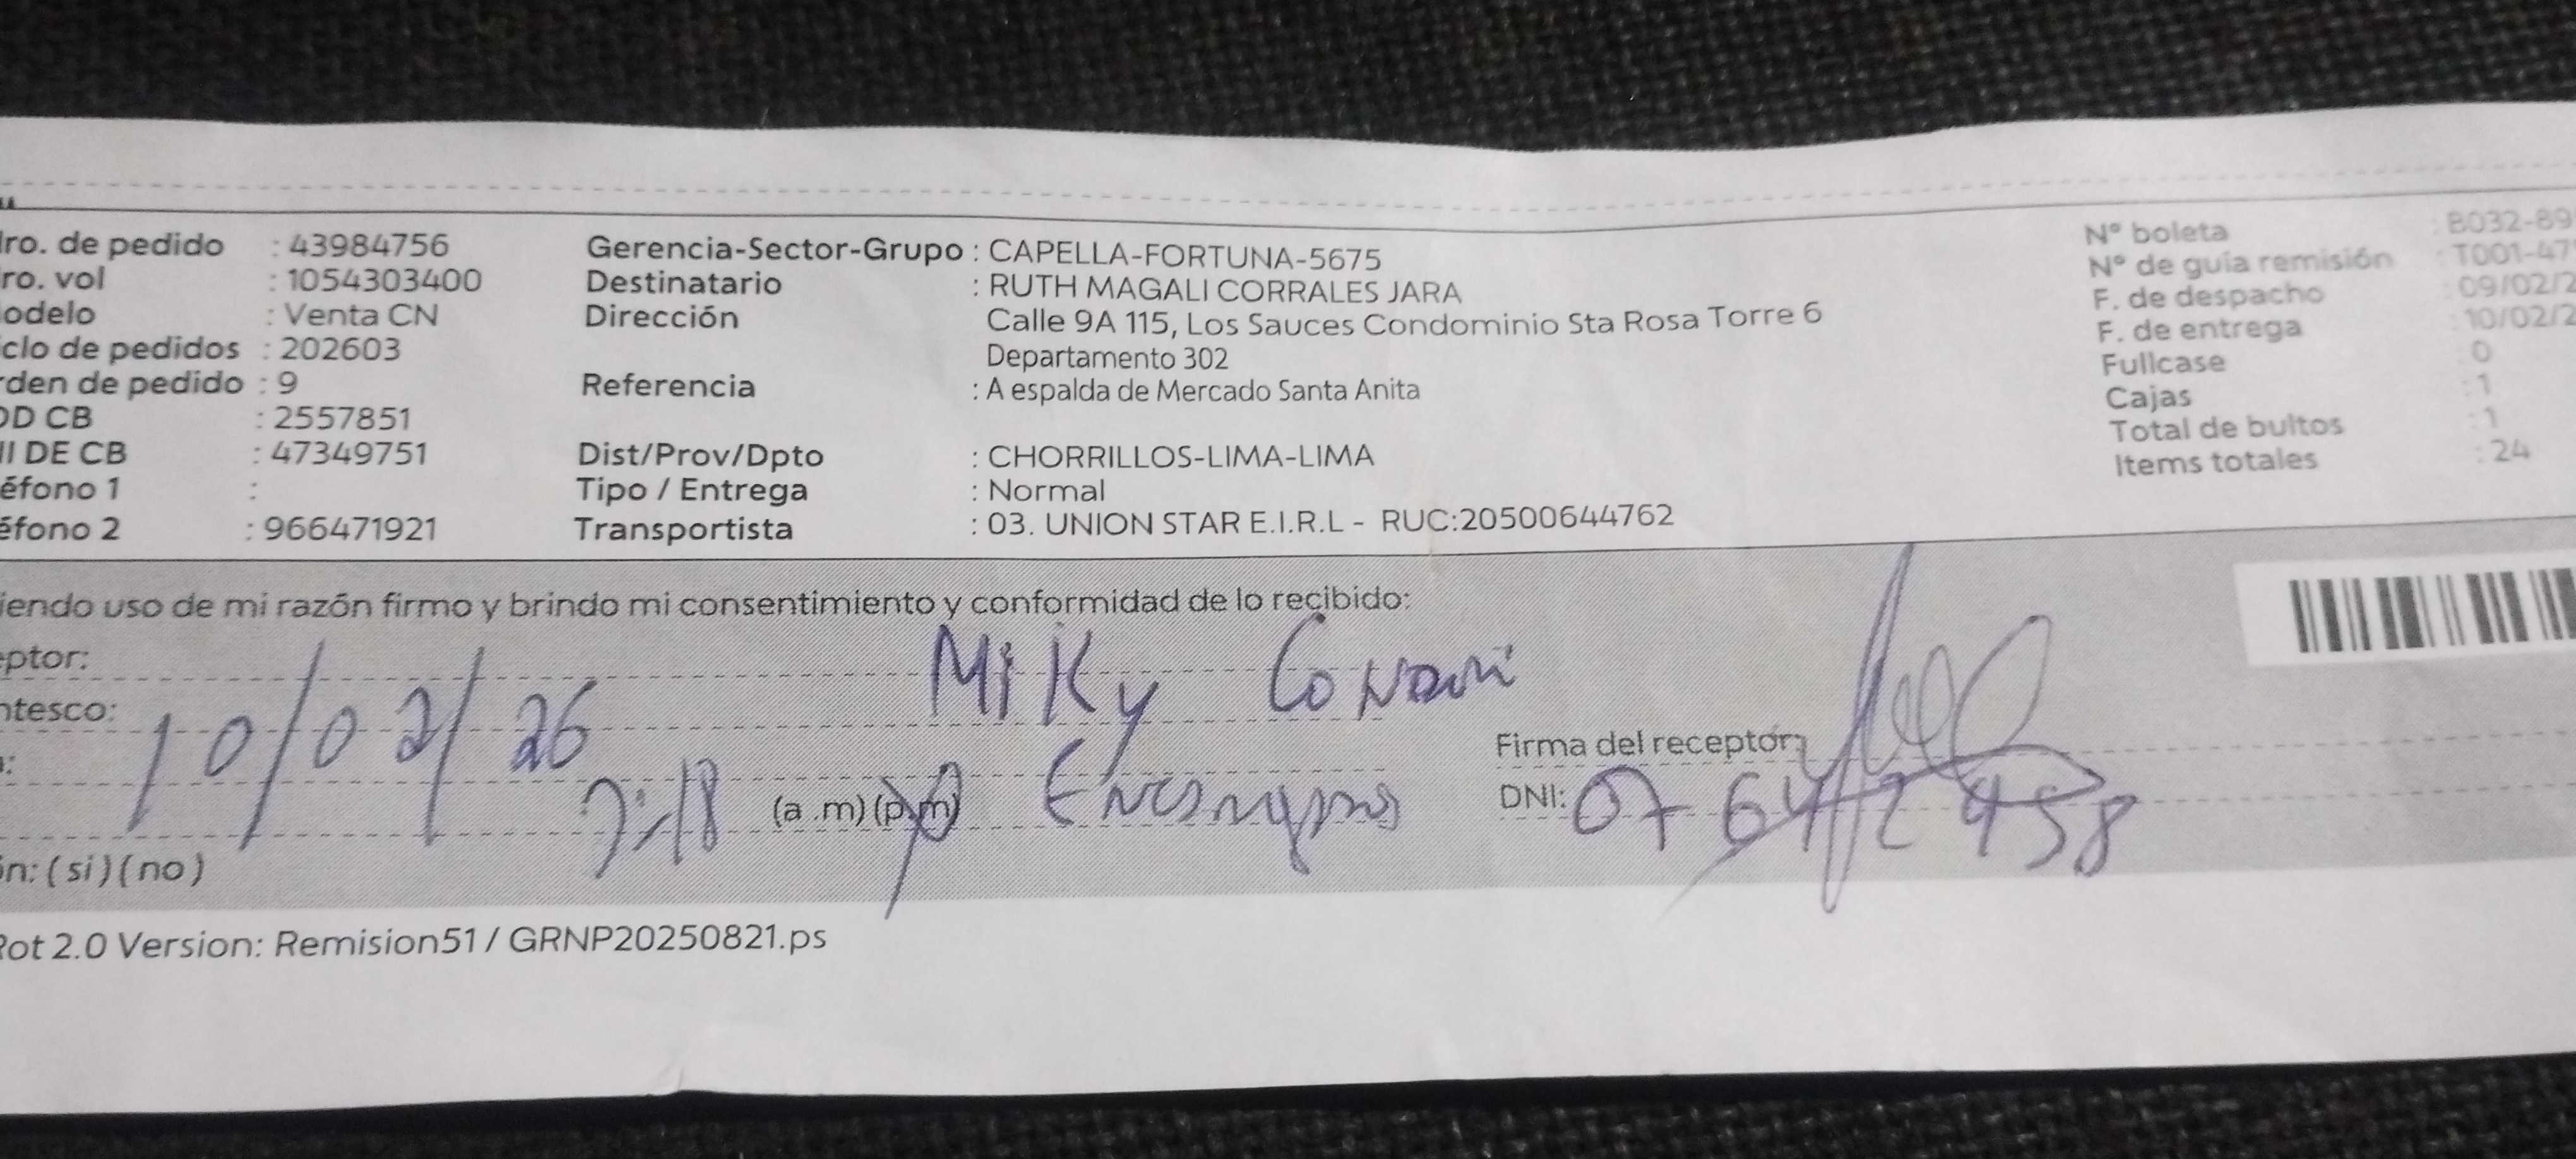 ro. de pedido : 43984756
ro. vol : 1054303400
odelo : Venta CN
clo de pedidos : 202603
rden de pedido : 9
OD CB : 2557851
II DE CB : 47349751
éfono 1 :
éfono 2 : 966471921
Gerencia-Sector-Grupo : CAPELLA-FORTUNA-5675
Destinatario : RUTH MAGALI CORRALES JARA
Dirección Calle 9A 115, Los Sauces Condominio Sta Rosa Torre 6
Departamento 302
Referencia : A espalda de Mercado Santa Anita
Dist/Prov/Dpto : CHORRILLOS-LIMA-LIMA
Tipo / Entrega : Normal
Transportista : 03. UNION STAR E.I.R.L - RUC:20500644762
N° boleta : B032-89
N° de guía remisión : T001-47
F. de despacho : 09/02/2
F. de entrega : 10/02/2
Fullcase 0
Cajas : 1
Total de bultos : 1
Items totales : 24
iendo uso de mi razón firmo y brindo mi consentimiento y conformidad de lo recibido:
ptor: Miky
ntesco: 10/02/26
Firma del receptor:
7:18 (a .m) (p.m)
DNI:
n: ( si ) ( no )
Rot 2.0 Version: Remision51 / GRNP20250821.ps